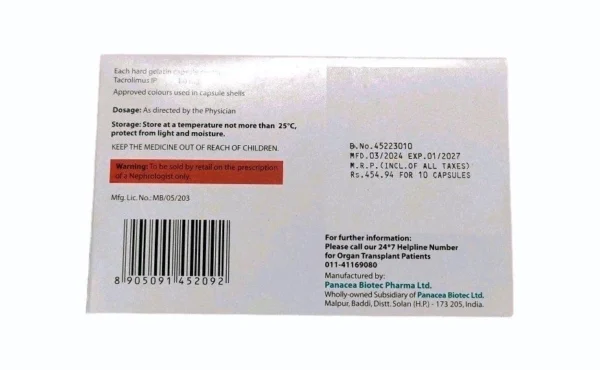 Each hard gelatin capsule
Tacrolimus IP
Approved colours used in capsule shells
Dosage: As directed by the Physician
Storage: Store at a temperature not more than 25°C,
protect from light and moisture.
KEEP THE MEDICINE OUT OF REACH OF CHILDREN.
Warning: To be sold by retail on the prescription
of a Nephrologist only.
Mfg. Lic. No.: MB/05/203
8 905091 452092
B.No.45223010
MFD.03/2024 EXP.01/2027
M.R.P.(INCL.OF ALL TAXES)
Rs.454.94 FOR 10 CAPSULES
For further information:
Please call our 24*7 Helpline Number
for Organ Transplant Patients
011-41169080
Manufactured by:
Panacea Biotec Pharma Ltd.
Wholly-owned Subsidiary of Panacea Biotec Ltd.
Malpur, Baddi, Distt. Solan (H.P.) - 173 205, India.